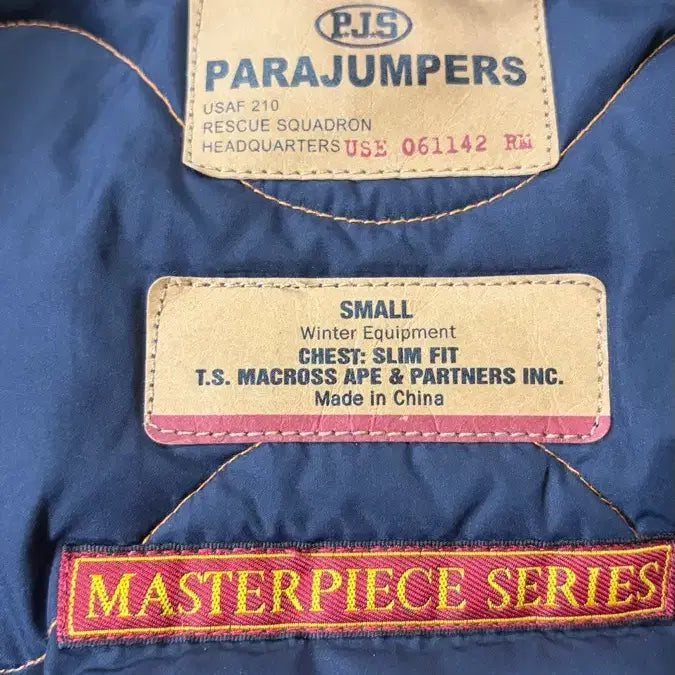 P.J.S
PARAJUMPERS
USAF 210
RESCUE SQUADRON
HEADQUARTERS USE 061142 RM
SMALL
Winter Equipment
CHEST: SLIM FIT
T.S. MACROSS APE & PARTNERS INC.
Made in China
MASTERPIECE SERIES